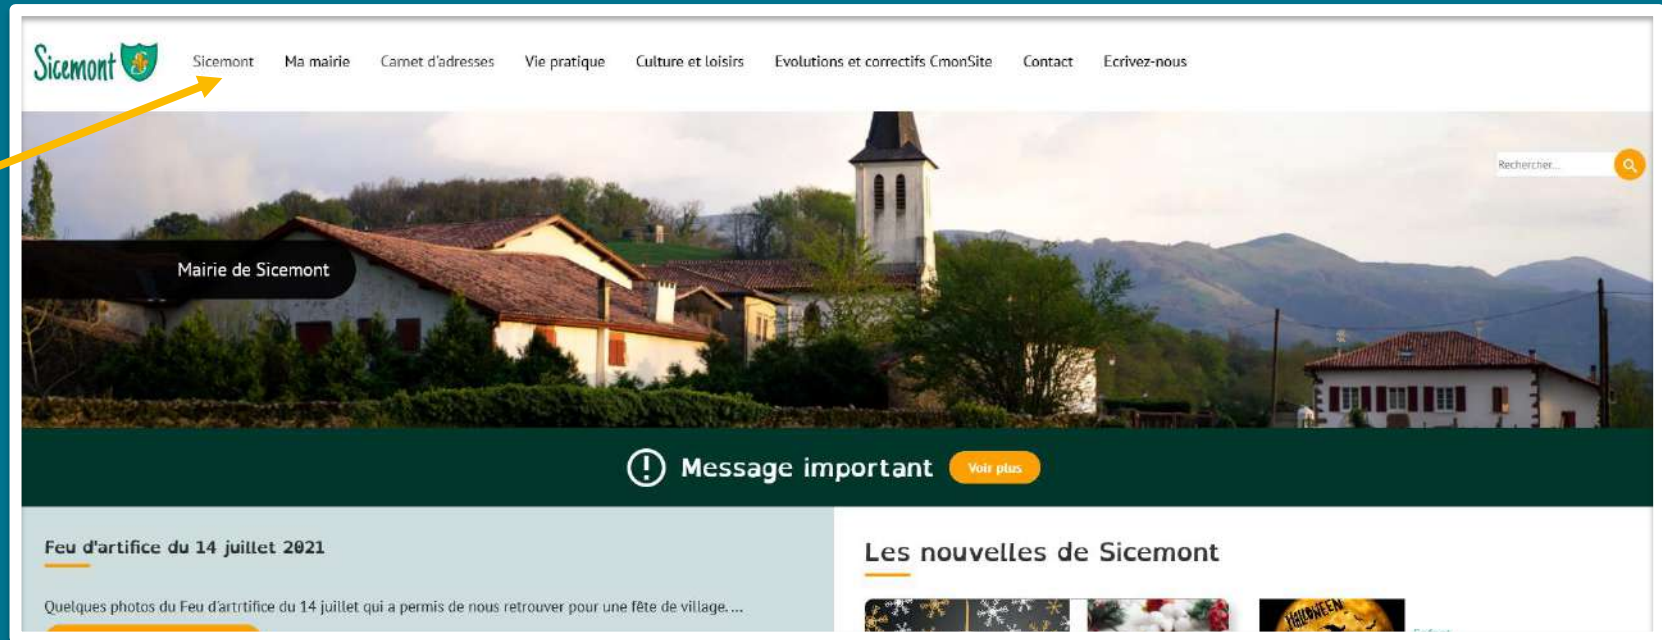 Sicemont
Sicemont Ma mairie Carnet d'adresses Vie pratique Culture et loisirs Evolutions et correctifs CmonSite Contact Ecrivez-nous
Rechercher...
Mairie de Sicemont
Message important Voir plus
Feu d'artifice du 14 juillet 2021
Quelques photos du Feu d'artrtifice du 14 juillet qui a permis de nous retrouver pour une fête de village. ...
Les nouvelles de Sicemont
HALLOWEEN